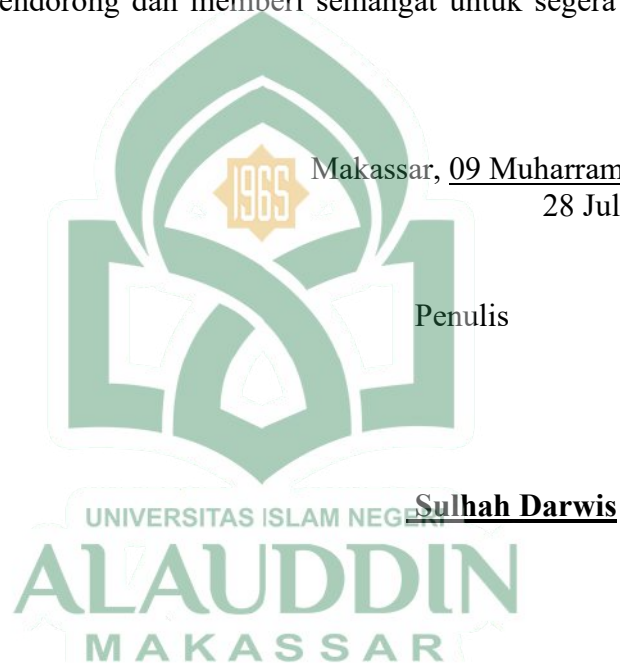 endorong dan memberi semangat untuk segera
1965
Makassar, 09 Muharram
28 Jul
Penulis
Sulhah Darwis
UNIVERSITAS ISLAM NEGERI
ALAUDDIN
MAKASSAR